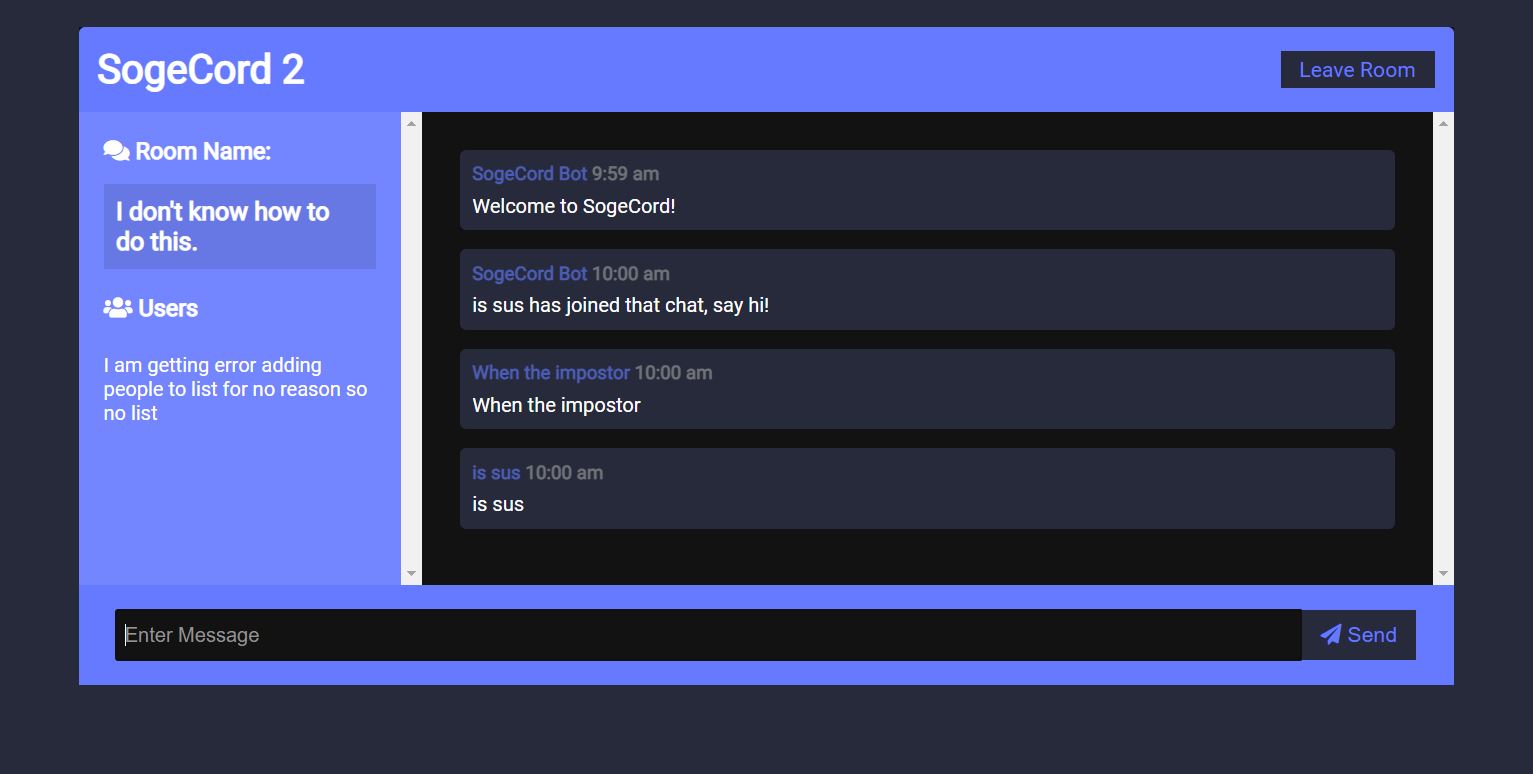 SogeCord 2
Leave Room
Room Name:
I don't know how to
do this.
Users
I am getting error adding
people to list for no reason so
no list
SogeCord Bot 9:59 am
Welcome to SogeCord!
SogeCord Bot 10:00 am
is sus has joined that chat, say hi!
When the impostor 10:00 am
When the impostor
is sus 10:00 am
is sus
Enter Message
Send